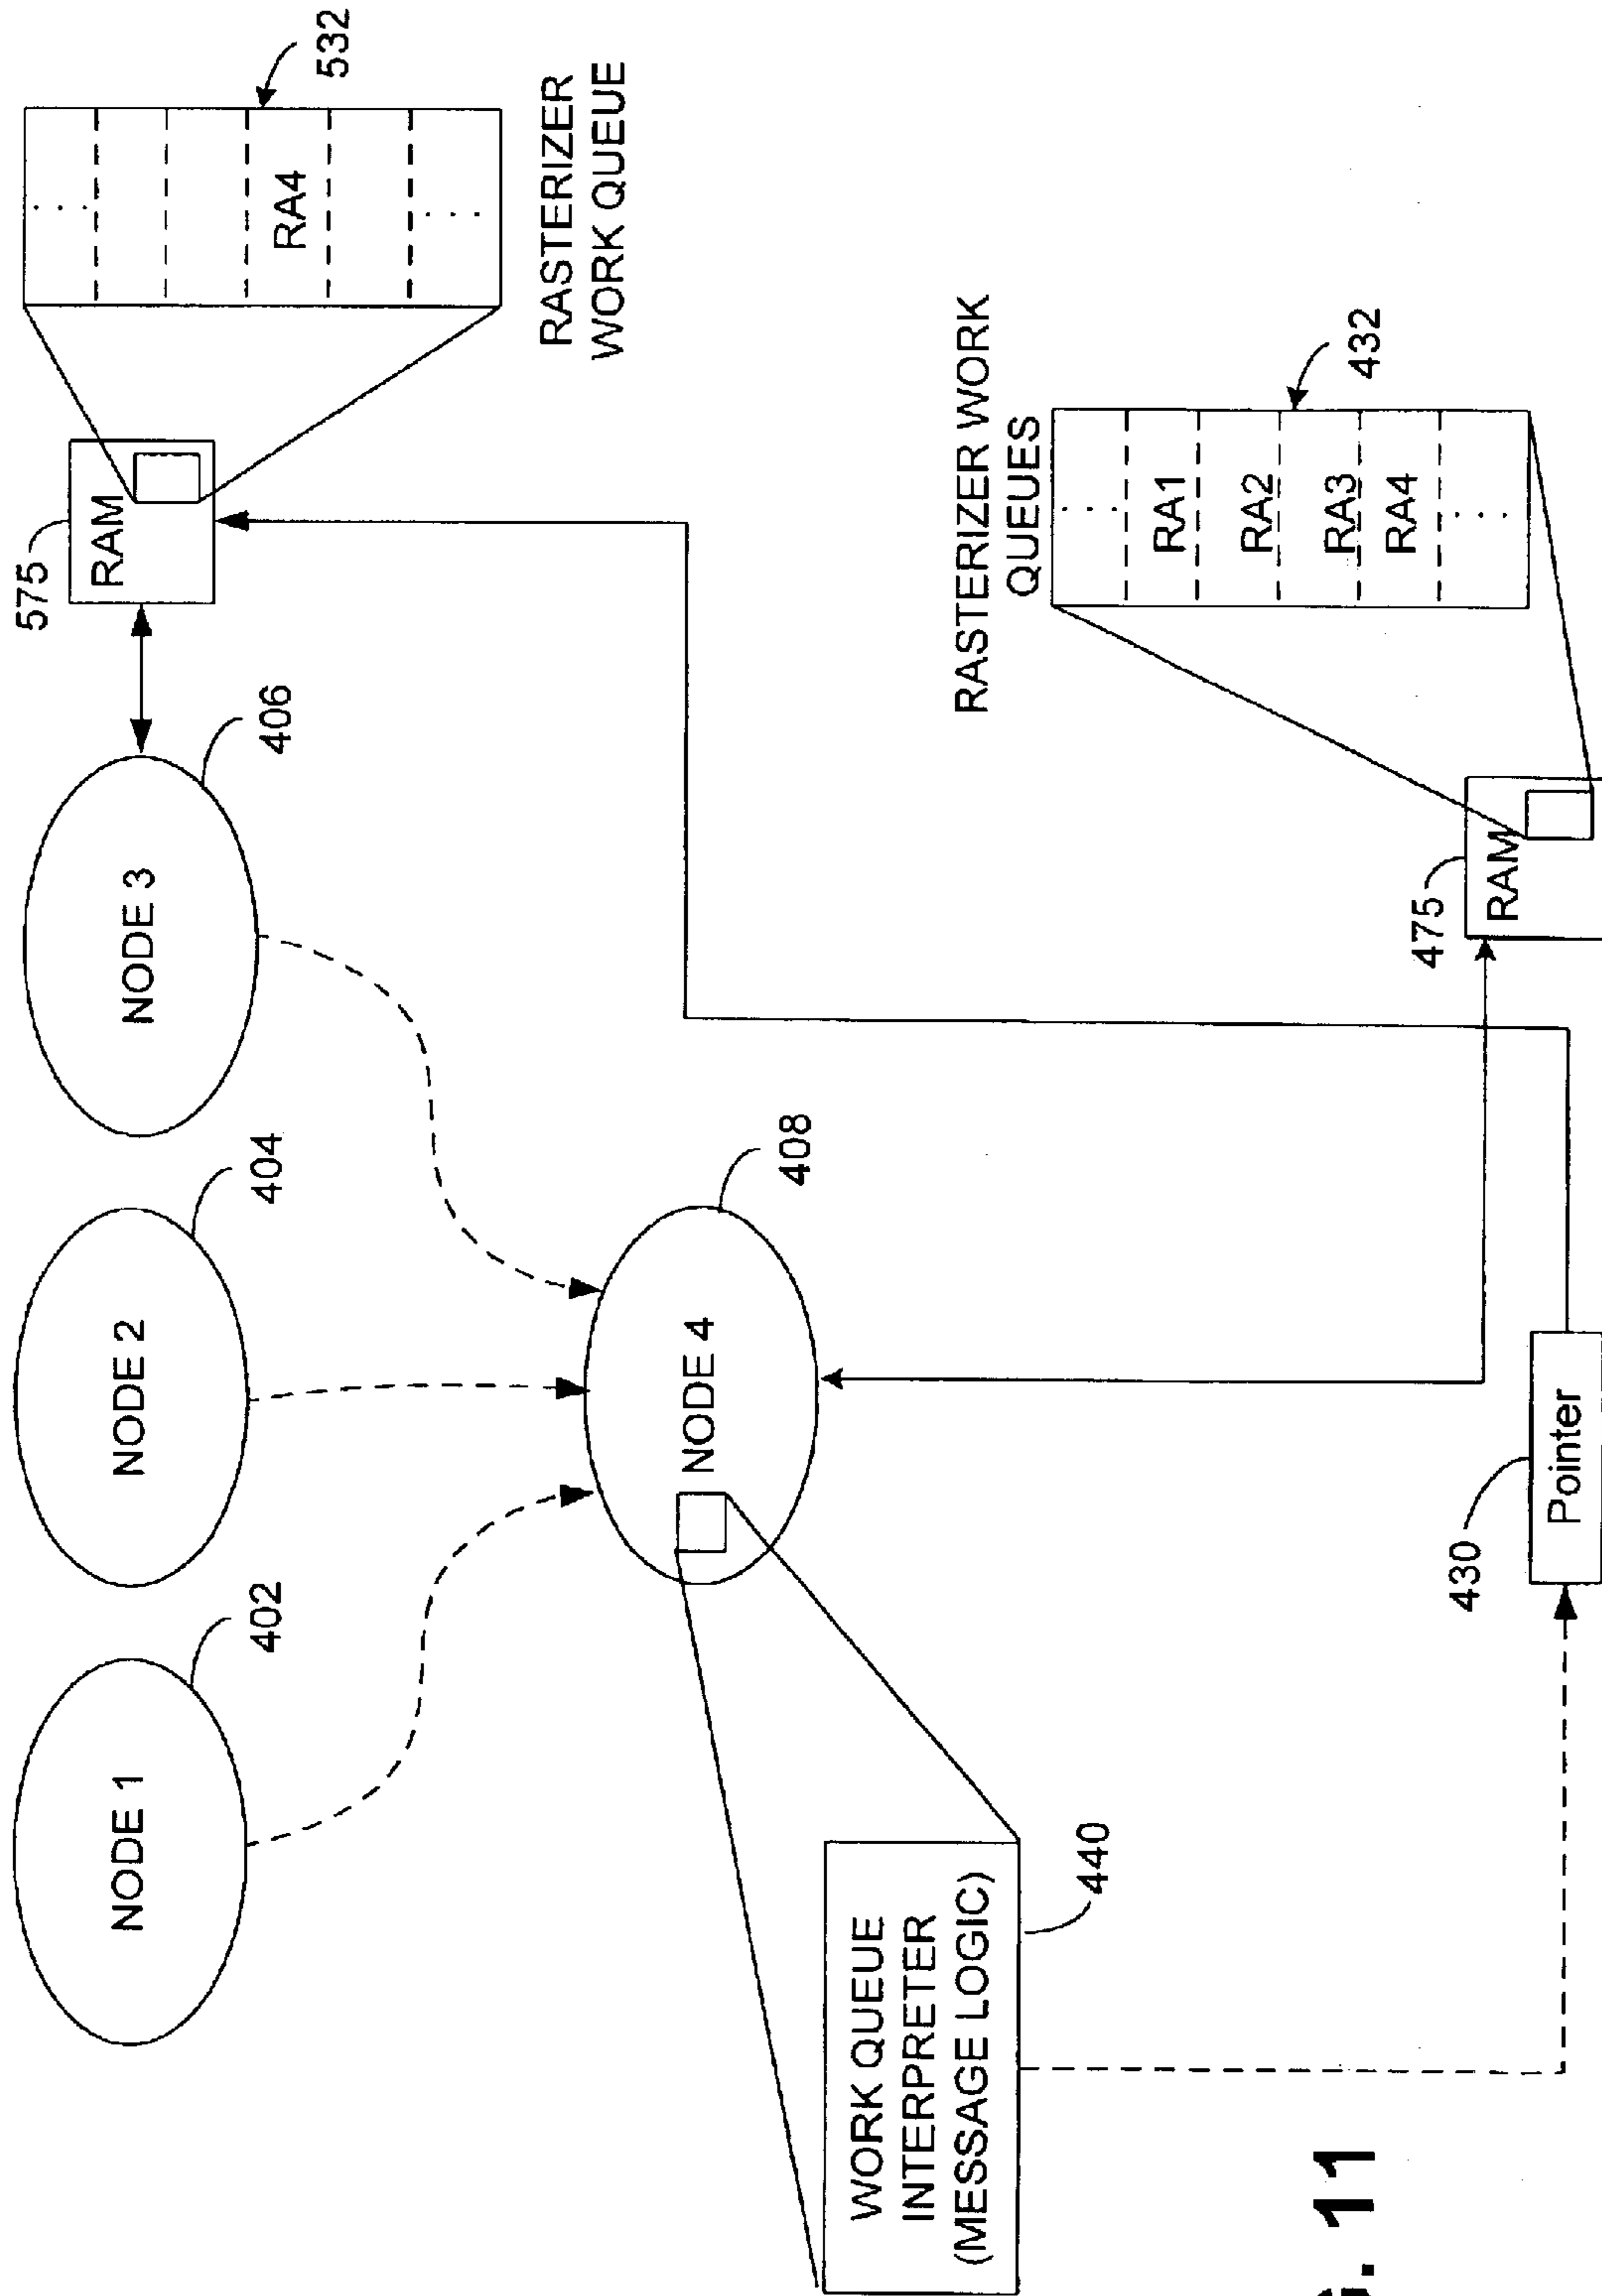 NODE 1
402
NODE 2
404
NODE 3
406
575
RAM
532
RA4
RASTERIZER
WORK QUEUE
NODE 4
408
WORK QUEUE
INTERPRETER
(MESSAGE LOGIC)
440
RASTERIZER WORK
QUEUES
432
RA1
RA2
RA3
RA4
475
RAM
430
Pointer
11